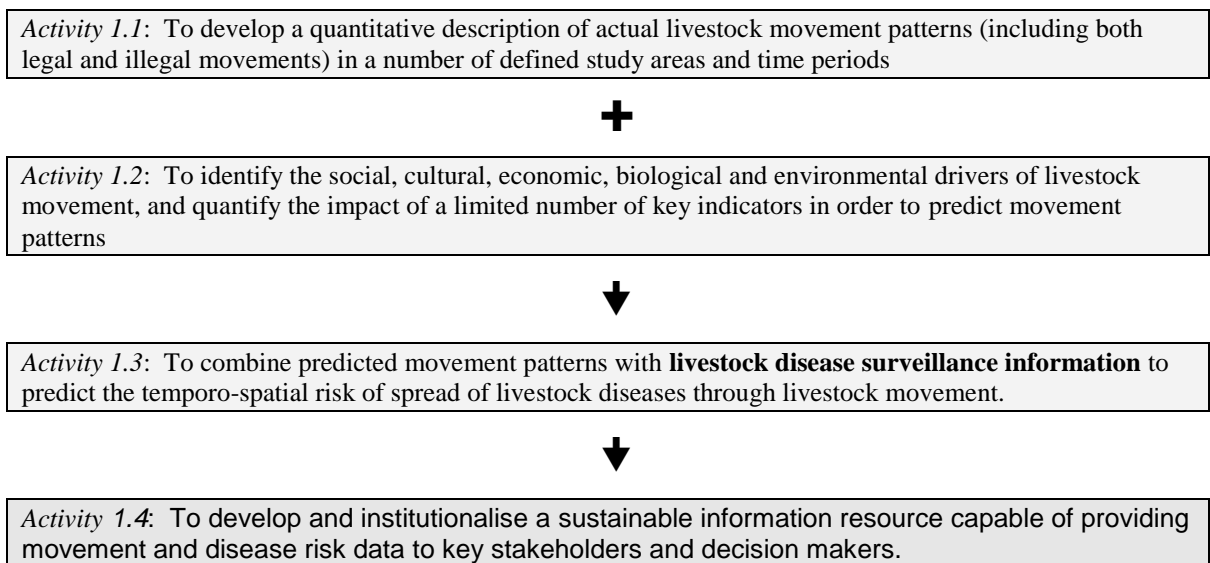 Activity 1.1: To develop a quantitative description of actual livestock movement patterns (including both
legal and illegal movements) in a number of defined study areas and time periods
+
Activity 1.2: To identify the social, cultural, economic, biological and environmental drivers of livestock
movement, and quantify the impact of a limited number of key indicators in order to predict movement
patterns
Activity 1.3: To combine predicted movement patterns with livestock disease surveillance information to
predict the temporo-spatial risk of spread of livestock diseases through livestock movement.
Activity 1.4: To develop and institutionalise a sustainable information resource capable of providing
movement and disease risk data to key stakeholders and decision makers.